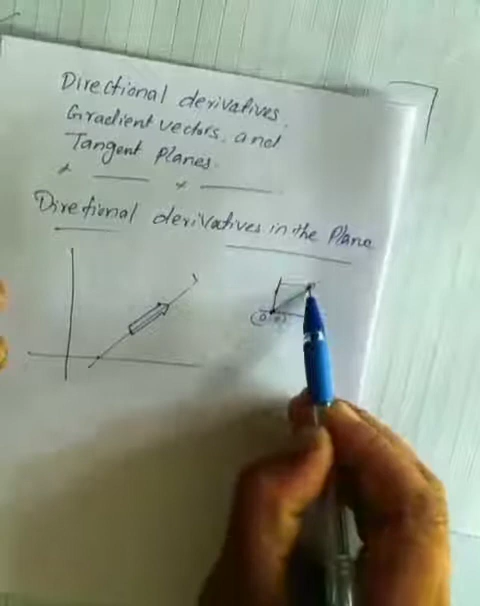 Directional derivatives,
Gradient vectors, and
Tangent Planes.
Directional derivatives in the Plane